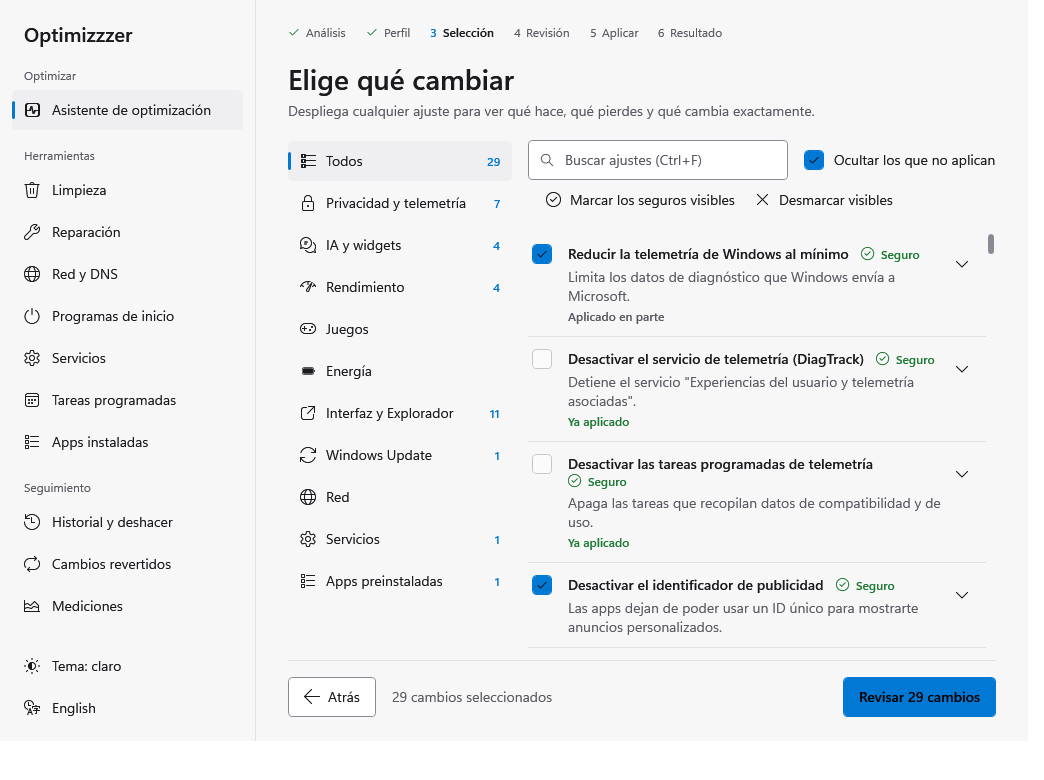 Optimizzzer
Optimizar
Asistente de optimización
Herramientas
Limpieza
Reparación
Red y DNS
Programas de inicio
Servicios
Tareas programadas
Apps instaladas
Seguimiento
Historial y deshacer
Cambios revertidos
Mediciones
Tema: claro
English
Análisis
Perfil
3 Selección
4 Revisión
5 Aplicar
6 Resultado
Elige qué cambiar
Despliega cualquier ajuste para ver qué hace, qué pierdes y qué cambia exactamente.
Todos 29
Privacidad y telemetría 7
IA y widgets 4
Rendimiento 4
Juegos
Energía
Interfaz y Explorador 11
Windows Update 1
Red
Servicios 1
Apps preinstaladas 1
Buscar ajustes (Ctrl+F)
Ocultar los que no aplican
Marcar los seguros visibles
Desmarcar visibles
Reducir la telemetría de Windows al mínimo Seguro
Limita los datos de diagnóstico que Windows envía a
Microsoft.
Aplicado en parte
Desactivar el servicio de telemetría (DiagTrack) Seguro
Detiene el servicio "Experiencias del usuario y telemetría
asociadas".
Ya aplicado
Desactivar las tareas programadas de telemetría
Seguro
Apaga las tareas que recopilan datos de compatibilidad y de
uso.
Ya aplicado
Desactivar el identificador de publicidad Seguro
Las apps dejan de poder usar un ID único para mostrarte
anuncios personalizados.
Atrás
29 cambios seleccionados
Revisar 29 cambios